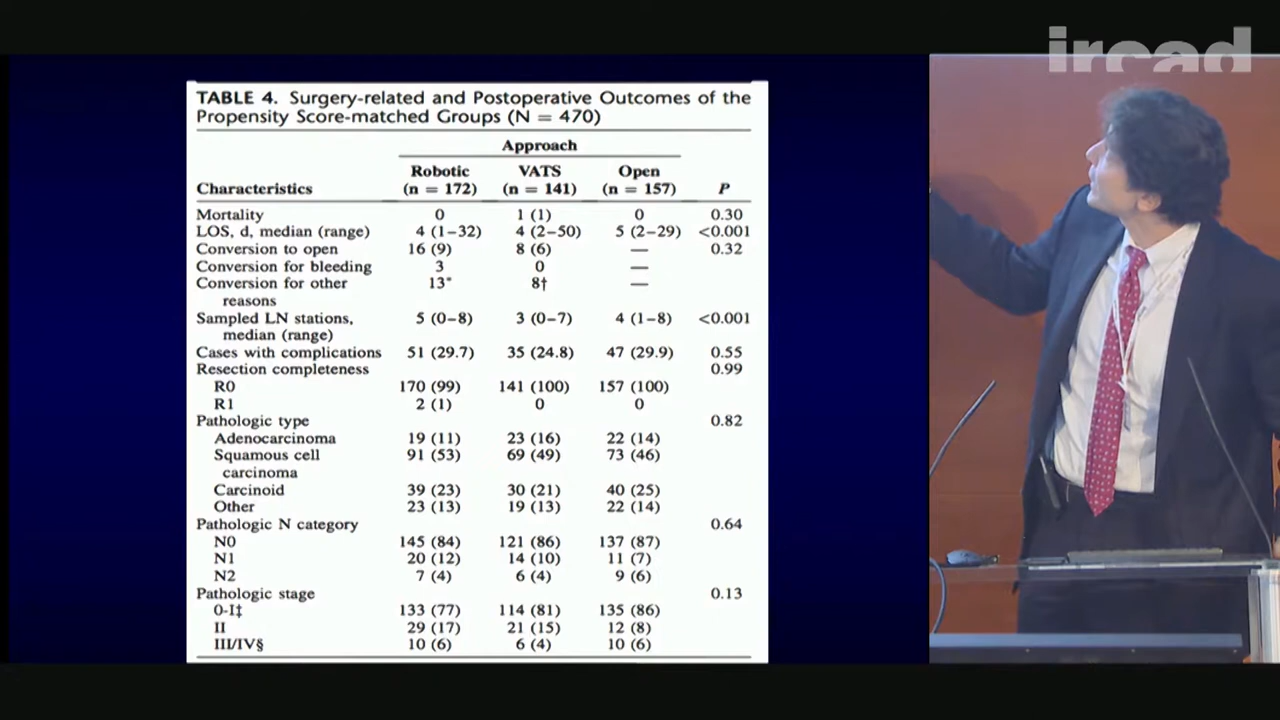 ircad
TABLE 4. Surgery-related and Postoperative Outcomes of the
Propensity Score-matched Groups (N = 470)
Approach
Robotic VATS Open
Characteristics (n = 172) (n = 141) (n = 157) P
Mortality 0 1 (1) 0 0.30
LOS, d, median (range) 4 (1–32) 4 (2–50) 5 (2–29) <0.001
Conversion to open 16 (9) 8 (6) — 0.32
Conversion for bleeding 3 0 —
Conversion for other 13* 8† —
reasons
Sampled LN stations, 5 (0–8) 3 (0–7) 4 (1–8) <0.001
median (range)
Cases with complications 51 (29.7) 35 (24.8) 47 (29.9) 0.55
Resection completeness 0.99
R0 170 (99) 141 (100) 157 (100)
R1 2 (1) 0 0
Pathologic type 0.82
Adenocarcinoma 19 (11) 23 (16) 22 (14)
Squamous cell 91 (53) 69 (49) 73 (46)
carcinoma
Carcinoid 39 (23) 30 (21) 40 (25)
Other 23 (13) 19 (13) 22 (14)
Pathologic N category 0.64
N0 145 (84) 121 (86) 137 (87)
N1 20 (12) 14 (10) 11 (7)
N2 7 (4) 6 (4) 9 (6)
Pathologic stage 0.13
0-I‡ 133 (77) 114 (81) 135 (86)
II 29 (17) 21 (15) 12 (8)
III/IV§ 10 (6) 6 (4) 10 (6)